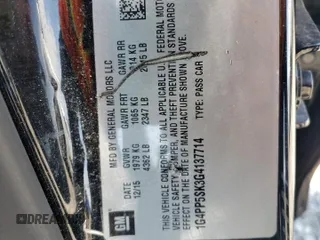 MFD BY GENERAL MOTORS LLC
DATE GVWR GAWR FRT GAWR RR
12/15 1979 KG 1065 KG 914 KG
4362 LB 2347 LB 2015 LB
THIS VEHICLE CONFORMS TO ALL APPLICABLE U.S. FEDERAL MOTOR
VEHICLE SAFETY, BUMPER, AND THEFT PREVENTION STANDARDS
IN EFFECT ON THE DATE OF MANUFACTURE SHOWN ABOVE.
1G4PP5SK3G4137714 TYPE: PASS CAR
GM